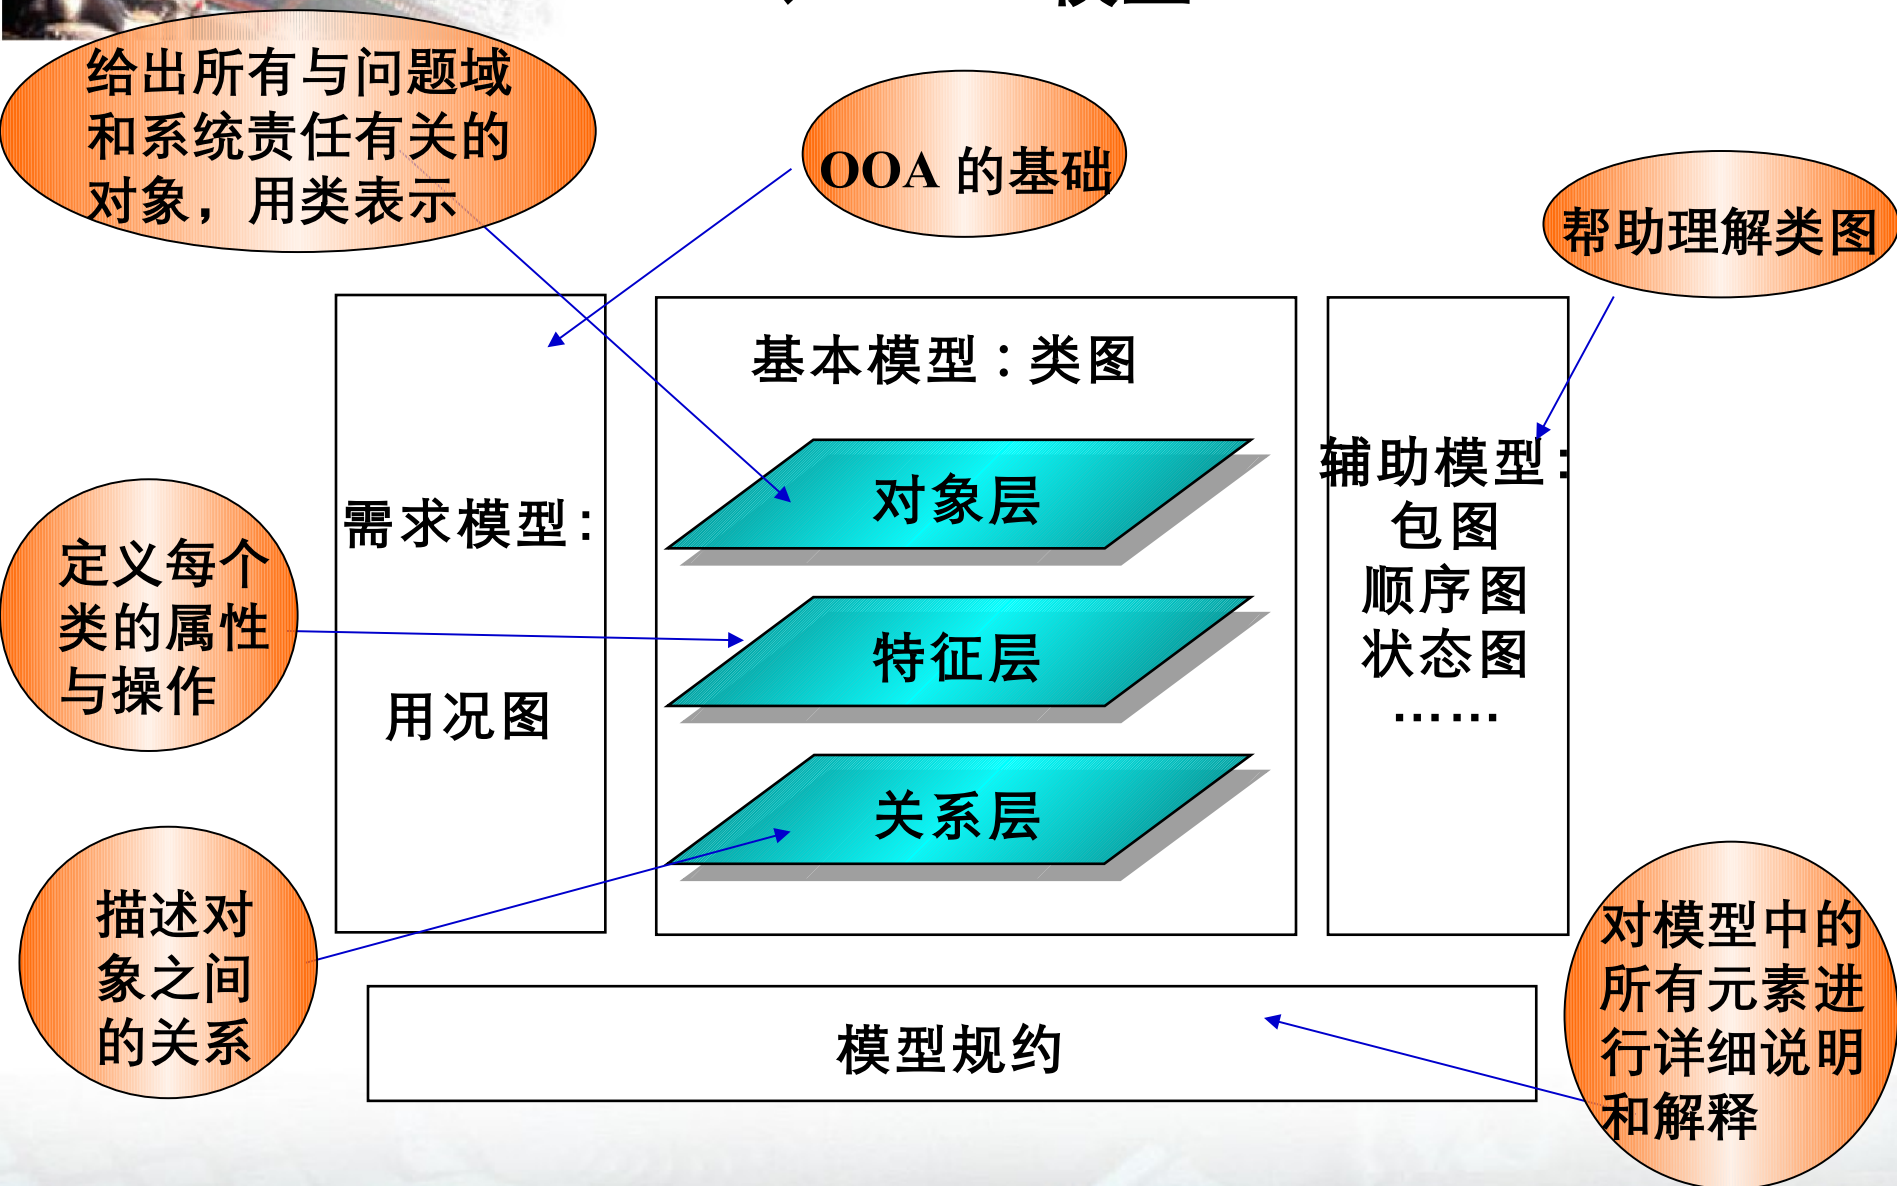 模型
给出所有与问题域
和系统责任有关的
对象，用类表示
OOA 的基础
帮助理解类图
基本模型：类图
对象层
特征层
关系层
需求模型：
用况图
辅助模型：
包图
顺序图
状态图
……
定义每个
类的属性
与操作
描述对
象之间
的关系
模型规约
对模型中的
所有元素进
行详细说明
和解释